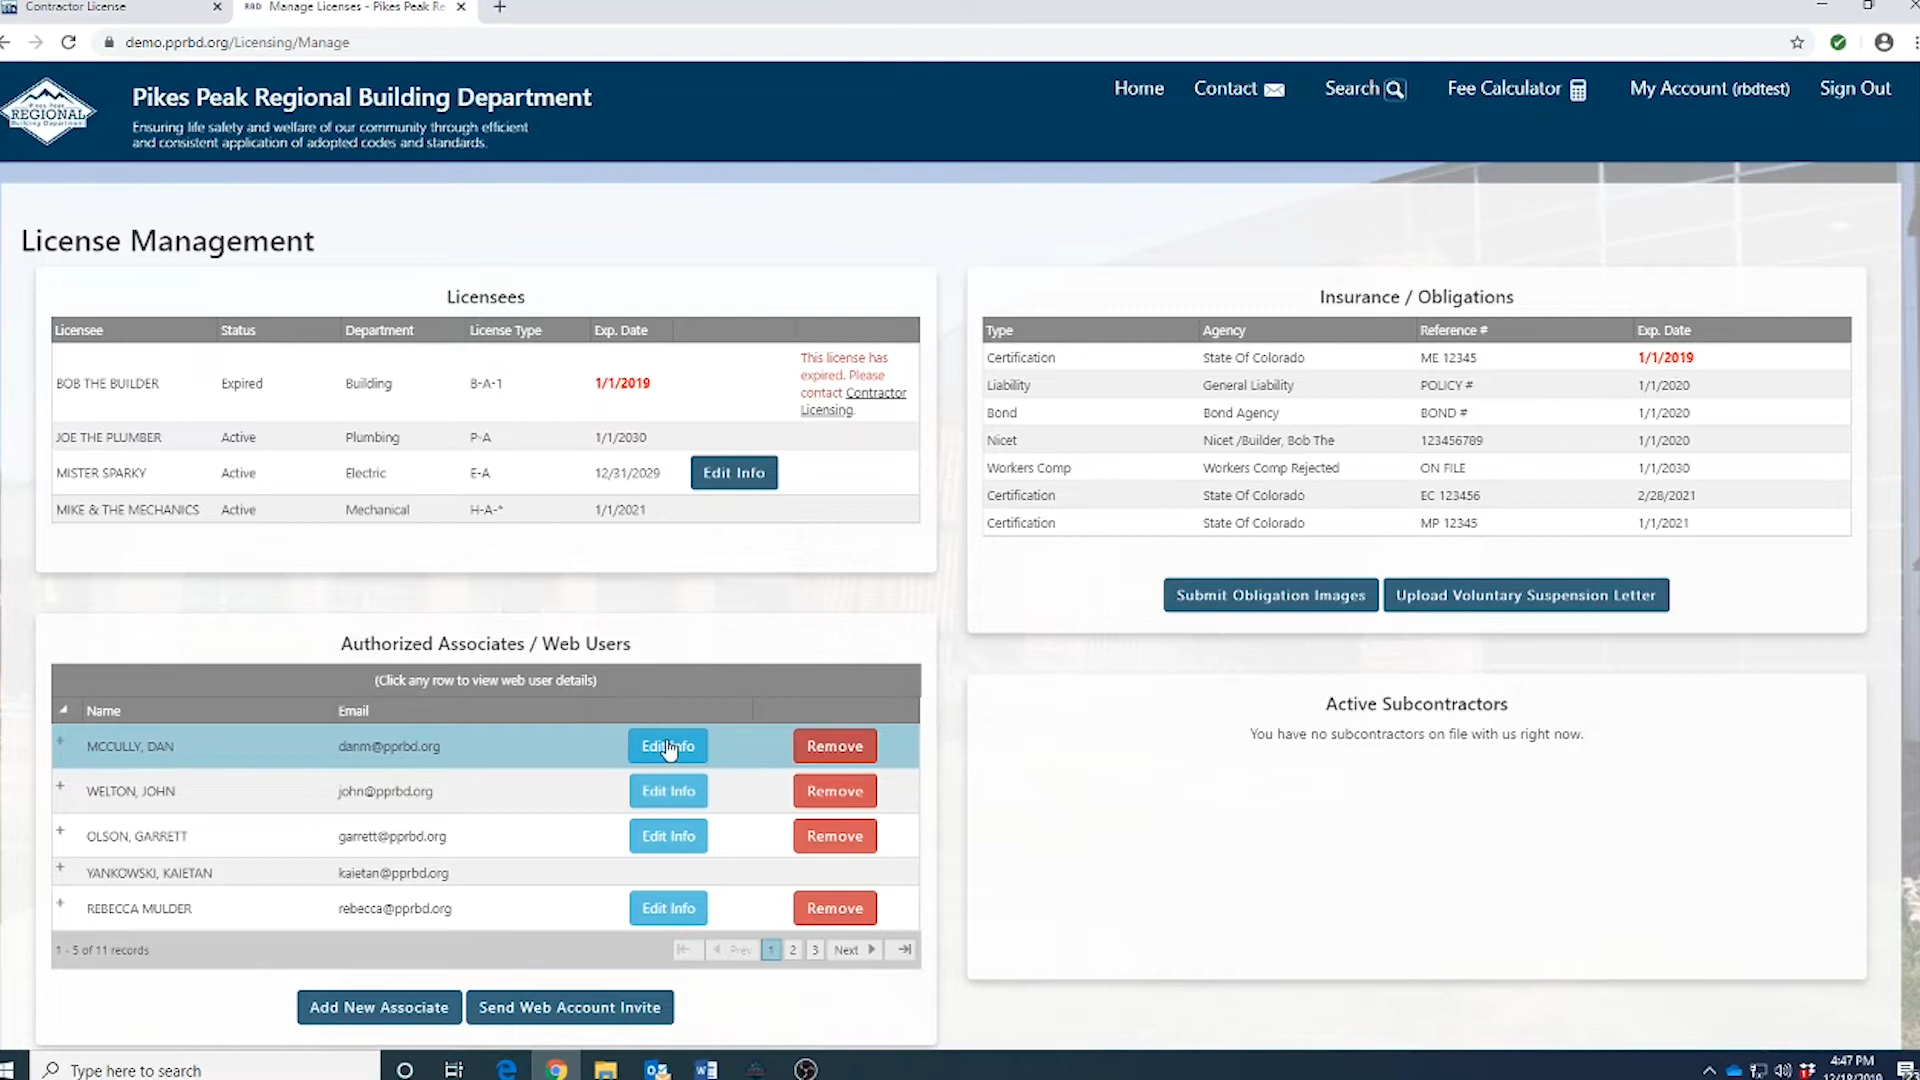 Contractor License
RBD Manage Licenses - Pikes Peak Re
demo.pprbd.org/Licensing/Manage
Pikes Peak
REGIONAL
Building Department
Pikes Peak Regional Building Department
Ensuring life safety and welfare of our community through efficient
and consistent application of adopted codes and standards.
Home Contact Search Fee Calculator My Account (rbdtest) Sign Out
License Management
Licensees
Licensee Status Department License Type Exp. Date
BOB THE BUILDER Expired Building B-A-1 1/1/2019
This license has
expired. Please
contact Contractor
Licensing.
JOE THE PLUMBER Active Plumbing P-A 1/1/2030
MISTER SPARKY Active Electric E-A 12/31/2029 Edit Info
MIKE & THE MECHANICS Active Mechanical H-A-* 1/1/2021
Insurance / Obligations
Type Agency Reference # Exp. Date
Certification State Of Colorado ME 12345 1/1/2019
Liability General Liability POLICY # 1/1/2020
Bond Bond Agency BOND # 1/1/2020
Nicet Nicet /Builder, Bob The 123456789 1/1/2020
Workers Comp Workers Comp Rejected ON FILE 1/1/2030
Certification State Of Colorado EC 123456 2/28/2021
Certification State Of Colorado MP 12345 1/1/2021
Submit Obligation Images Upload Voluntary Suspension Letter
Authorized Associates / Web Users
(Click any row to view web user details)
Name Email
+ MCCULLY, DAN danm@pprbd.org Edit Info Remove
+ WELTON, JOHN john@pprbd.org Edit Info Remove
+ OLSON, GARRETT garrett@pprbd.org Edit Info Remove
+ YANKOWSKI, KAIETAN kaietan@pprbd.org
+ REBECCA MULDER rebecca@pprbd.org Edit Info Remove
1 - 5 of 11 records Prev 1 2 3 Next
Add New Associate Send Web Account Invite
Active Subcontractors
You have no subcontractors on file with us right now.
Type here to search
4:47 PM
12/18/2019